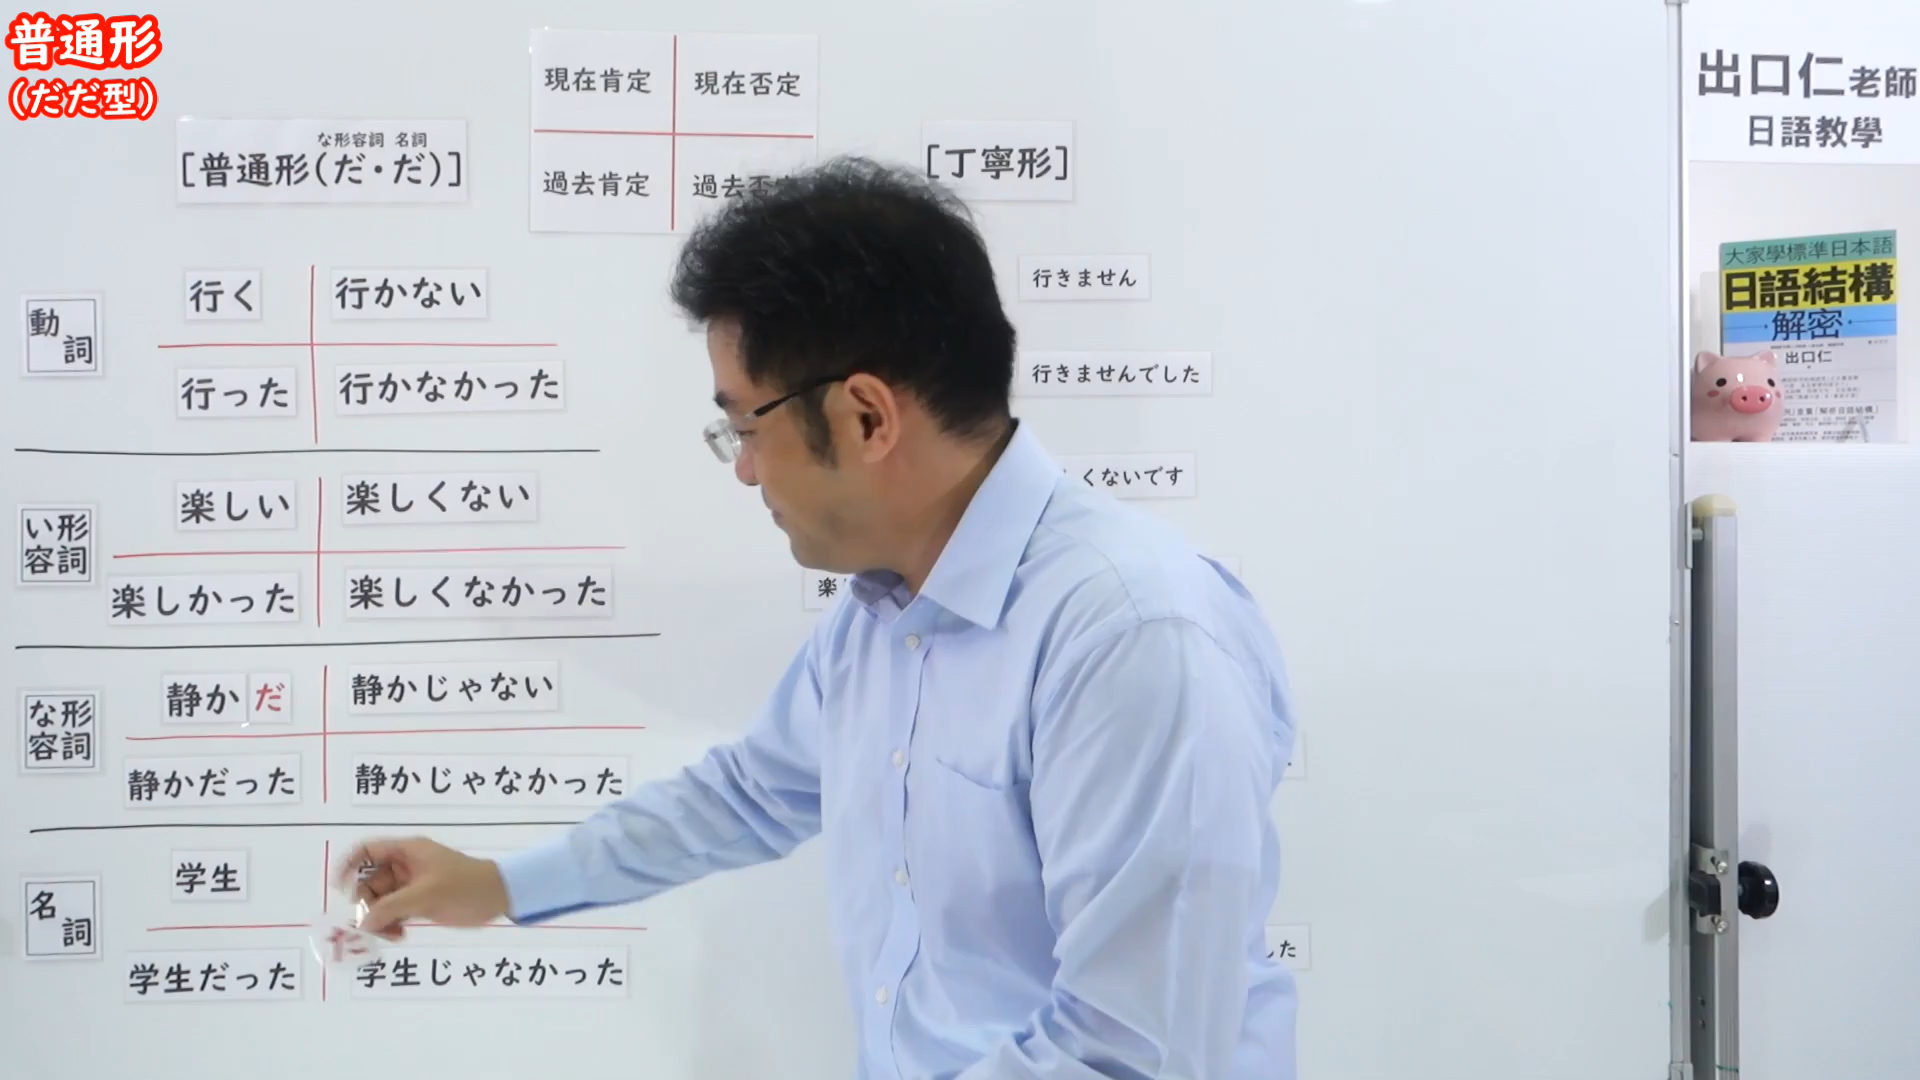 普通形
(だだ型)
な形容詞 名詞
[普通形(だ・だ)]
現在肯定 現在否定
過去肯定 過去否
[丁寧形]
動詞
行く 行かない
行った 行かなかった
行きません
行きませんでした
い形容詞
楽しい 楽しくない
楽しかった 楽しくなかった
くないです
楽
な形容詞
静かだ 静かじゃない
静かだった 静かじゃなかった
名詞
学生
だ
学生だった 学生じゃなかった
した
出口仁老師
日語教學
大家學標準日本語
日語結構
解密
出口仁